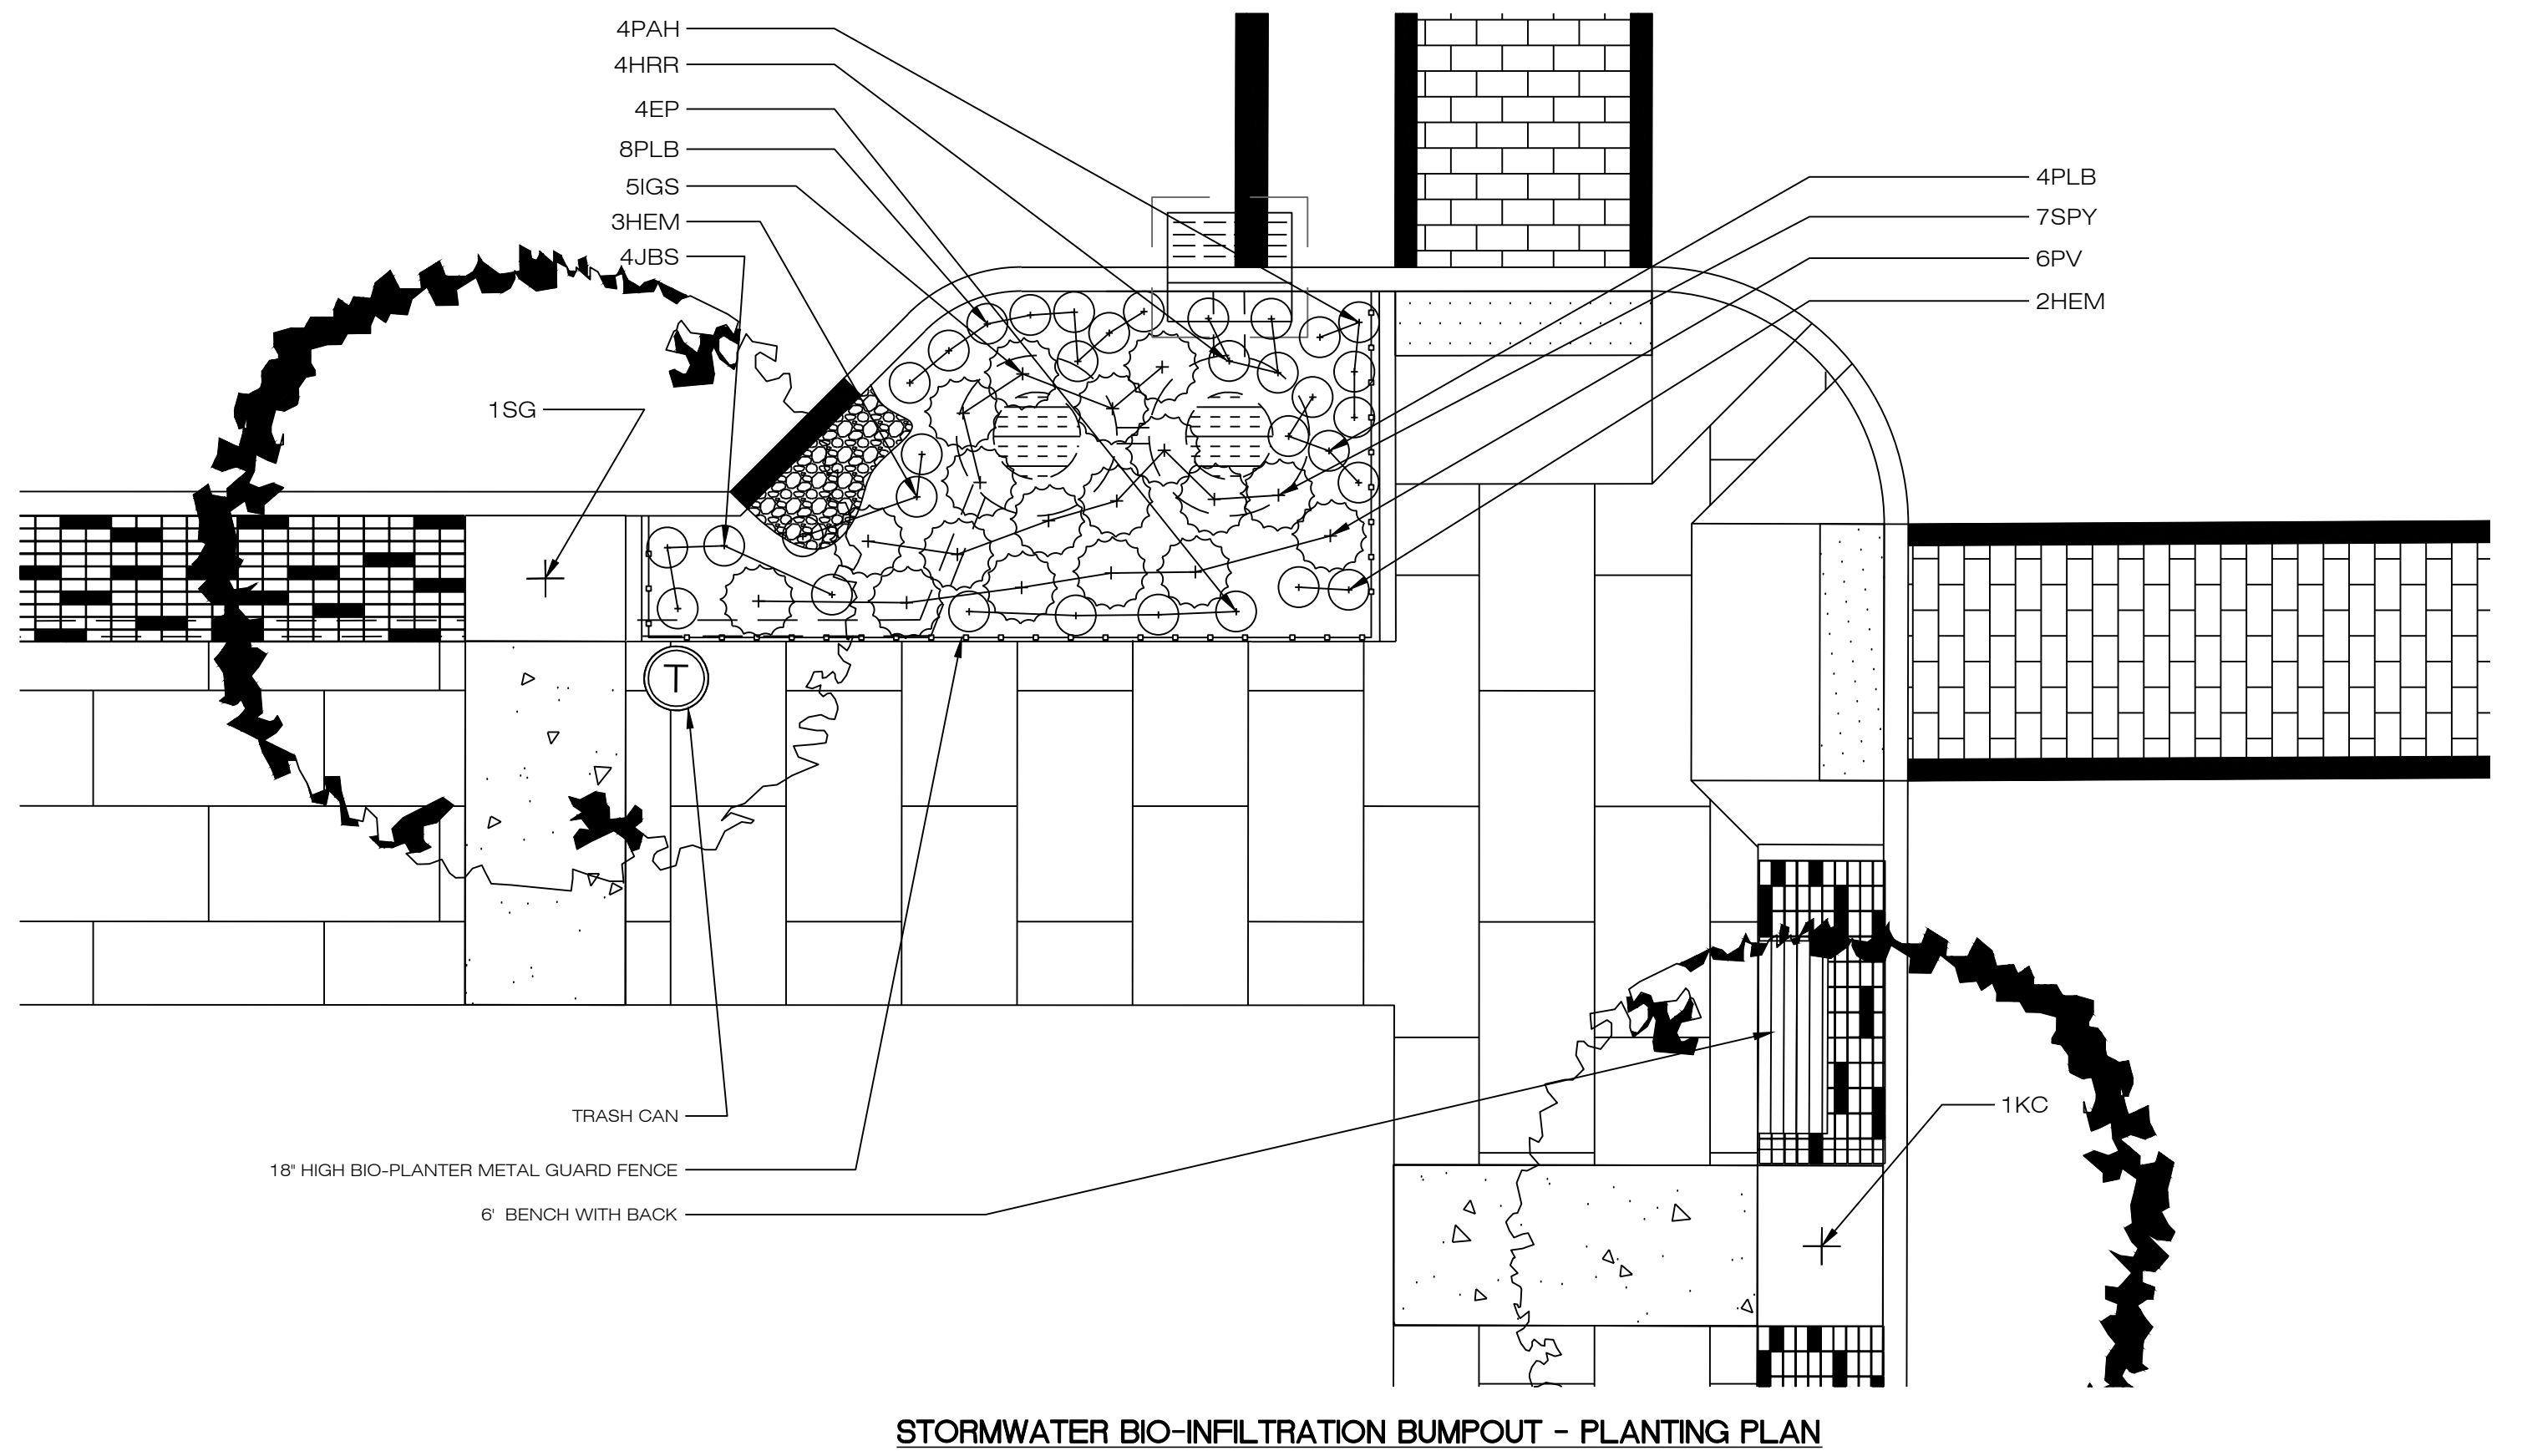 4PAH
4HRR
4EP
8PLB
5IGS
3HEM
4JBS
1SG
4PLB
7SPY
6PV
2HEM
T
TRASH CAN
18" HIGH BIO-PLANTER METAL GUARD FENCE
6' BENCH WITH BACK
1KC
STORMWATER BIO-INFILTRATION BUMPOUT - PLANTING PLAN